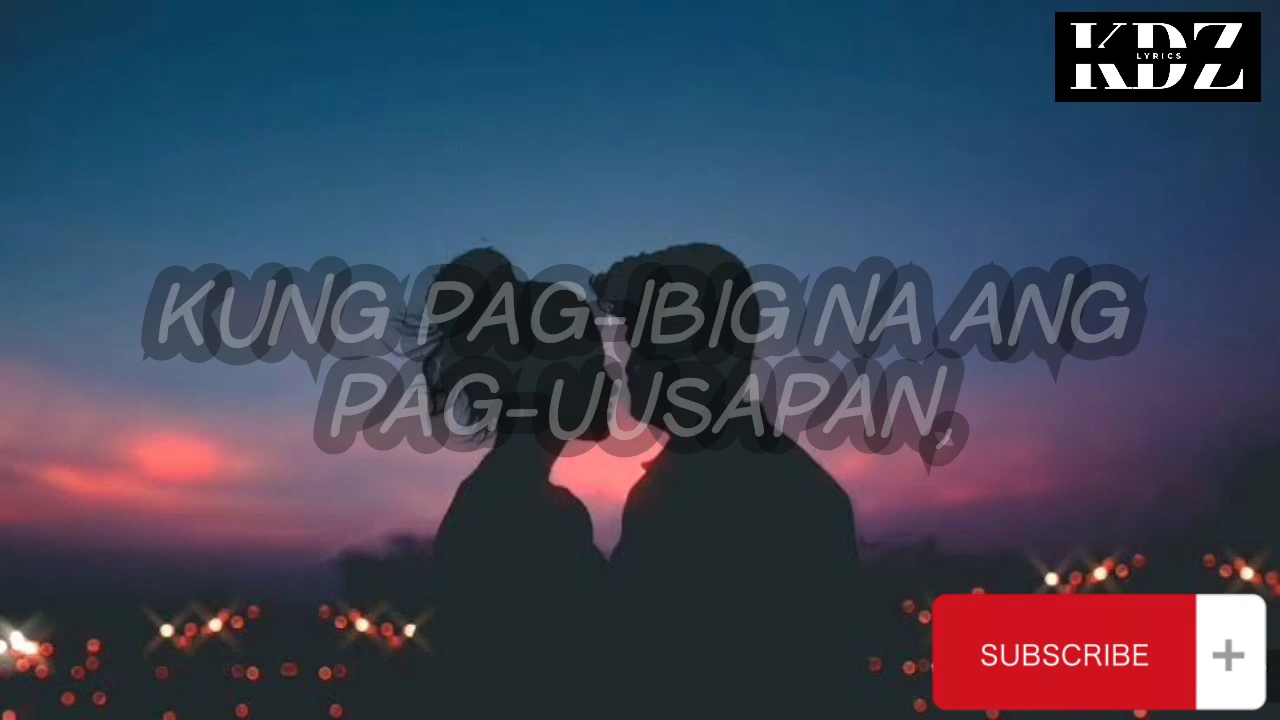 KDZ
LYRICS
KUNG PAG-IBIG NA ANG
PAG-UUSAPAN,
SUBSCRIBE
+